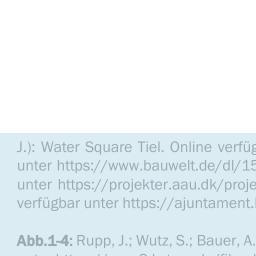 J.): Water Square Tiel. Online verfüg
unter https://www.bauwelt.de/dl/15
unter https://projekter.aau.dk/proje
verfügbar unter https://ajuntament.
Abb.1-4: Rupp, J.; Wutz, S.; Bauer, A.